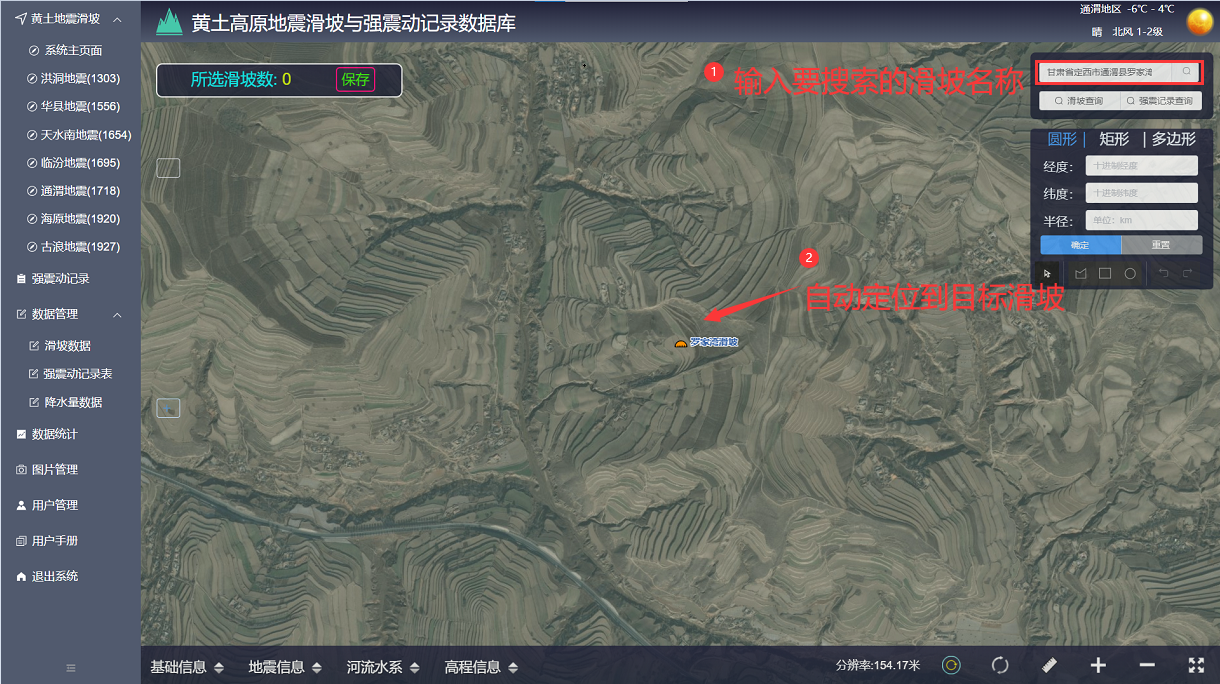 黄土地震滑坡
系统主页面
洪洞地震(1303)
华县地震(1556)
天水南地震(1654)
临汾地震(1695)
通渭地震(1718)
海原地震(1920)
古浪地震(1927)
强震动记录
数据管理
滑坡数据
强震动记录表
降水量数据
数据统计
图片管理
用户管理
用户手册
退出系统
黄土高原地震滑坡与强震动记录数据库
通渭地区 -6℃ - 4℃
晴 北风 1-2级
所选滑坡数: 0 保存
1 输入要搜索的滑坡名称
甘肃省定西市通渭县罗家湾
滑坡查询 强震记录查询
圆形 | 矩形 | 多边形
经度： 十进制经度
纬度： 十进制纬度
半径： 单位：km
确定 重置
2
自动定位到目标滑坡
罗家湾滑坡
基础信息 地震信息 河流水系 高程信息 分辨率:154.17米